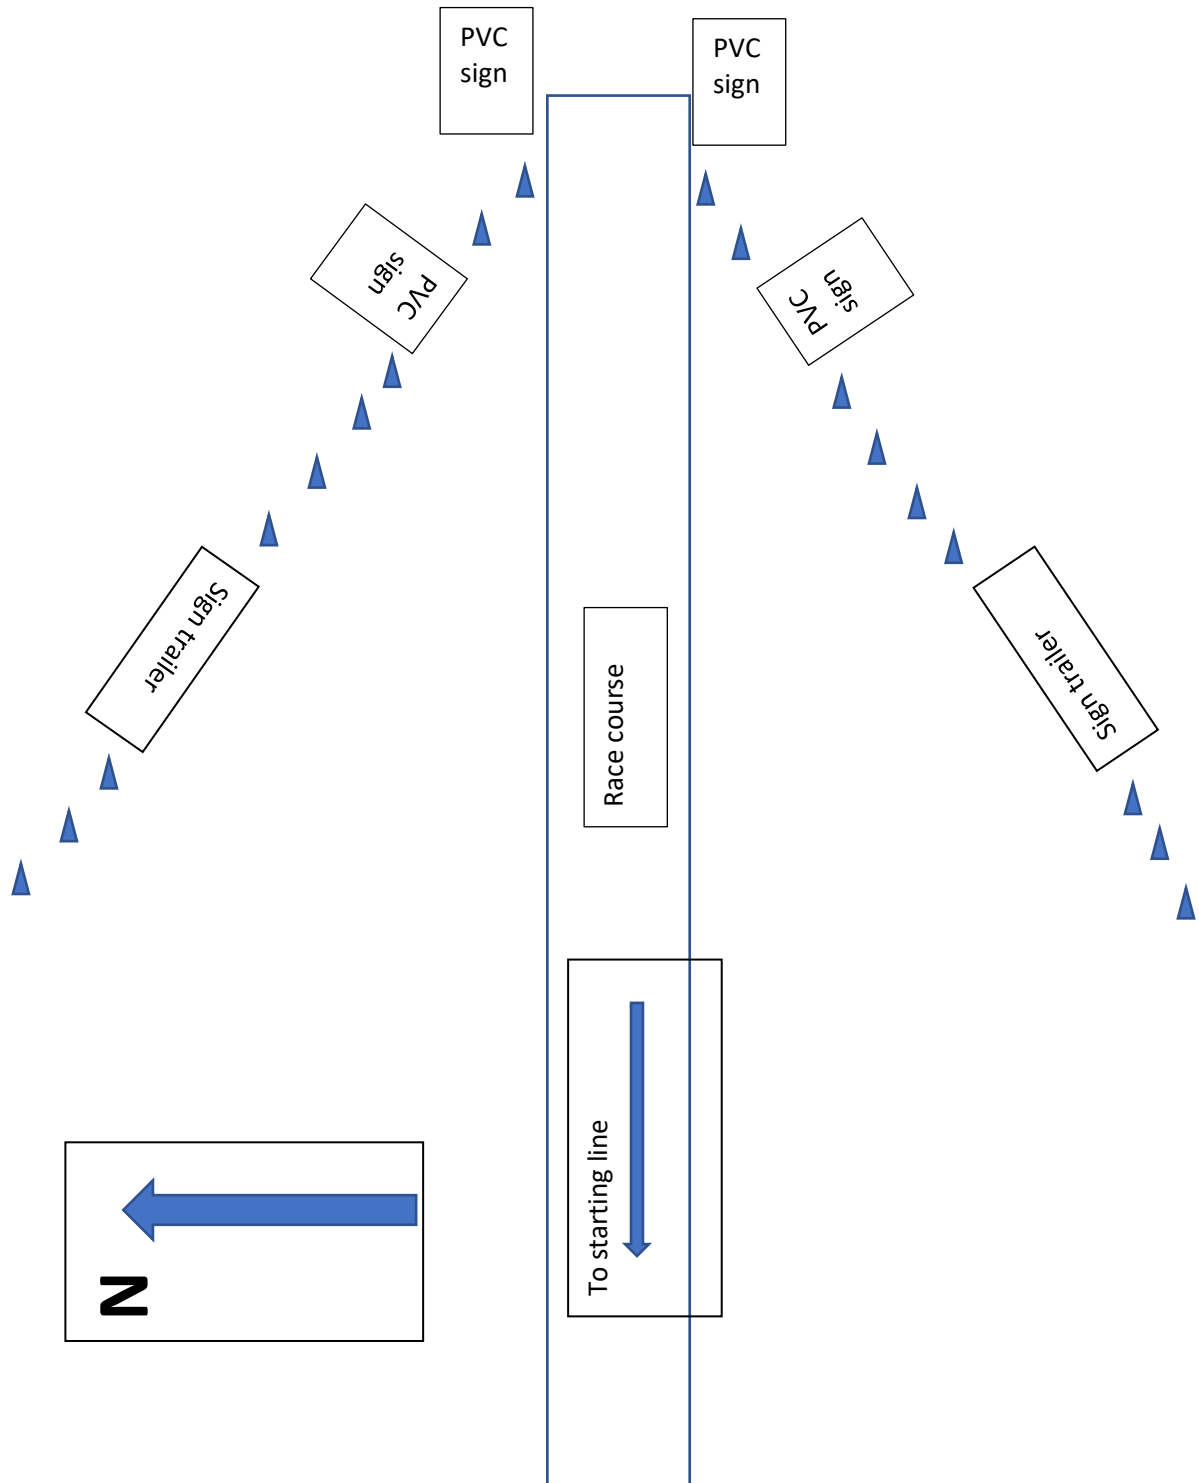 PVC
sign
PVC
sign
PVC
sign
PVC
sign
Sign trailer
Sign trailer
Race course
To starting line
N